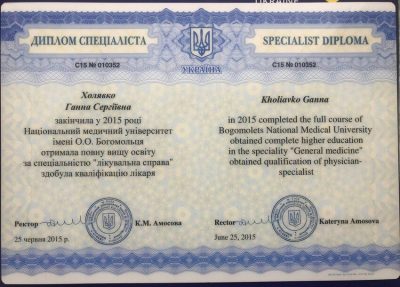 UKRAINE
ДИПЛОМ СПЕЦІАЛІСТА
SPECIALIST DIPLOMA
С15 № 010352
C15 № 010352
УКРАЇНА
Холявко
Ганна Сергіївна
закінчила у 2015 році
Національний медичний університет
імені О.О. Богомольця
отримала повну вищу освіту
за спеціальністю "лікувальна справа"
здобула кваліфікацію лікаря
Ректор
К.М. Амосова
25 червня 2015 р.
Kholiavko Ganna
in 2015 completed the full course of
Bogomolets National Medical University
obtained complete higher education
in the speciality "General medicine"
obtained qualification of physician-
specialist
Rector
Kateryna Amosova
June 25, 2015